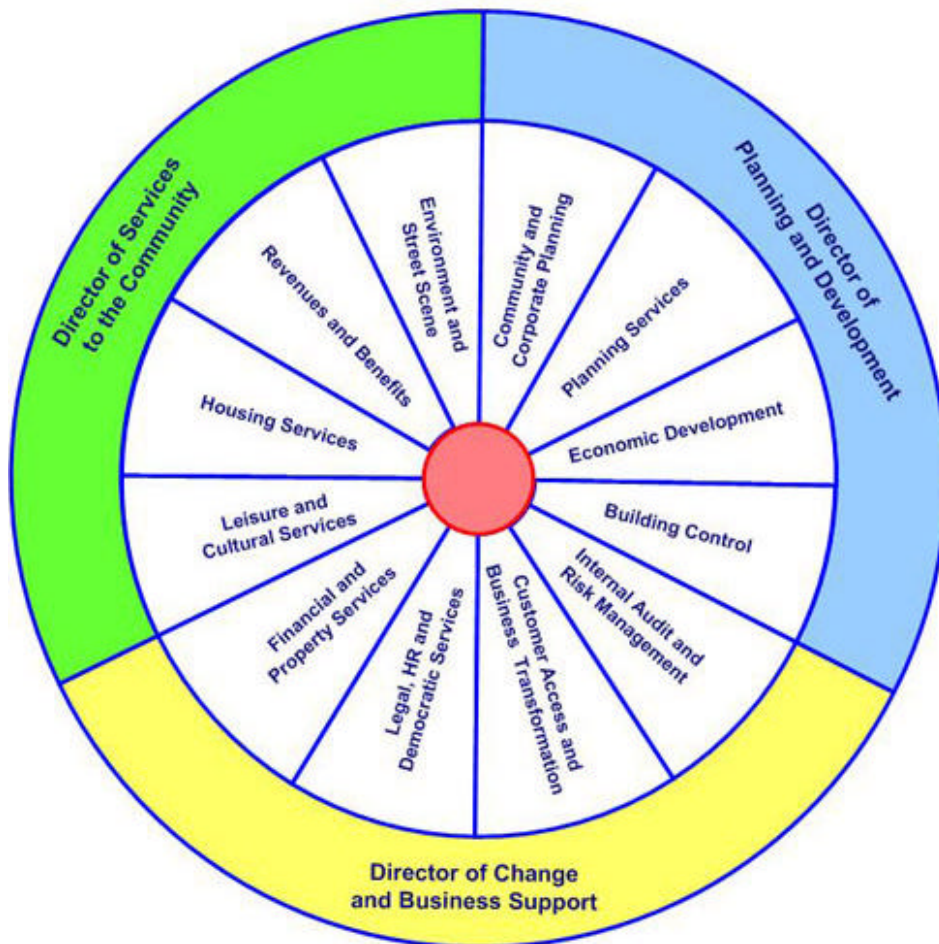 Director of Services
to the Community
Director of
Planning and Development
Director of Change
and Business Support
Environment and
Street Scene
Community and
Corporate Planning
Planning Services
Economic Development
Building Control
Internal Audit and
Risk Management
Customer Access and
Business Transformation
Legal, HR and
Democratic Services
Financial and
Property Services
Leisure and
Cultural Services
Housing Services
Revenues and Benefits